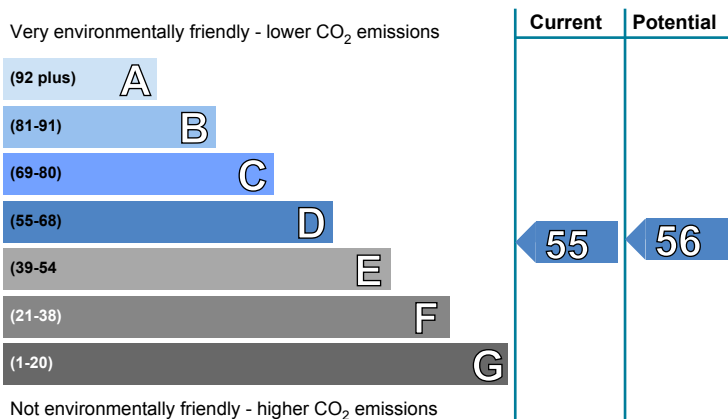 Current Potential
Very environmentally friendly - lower CO2 emissions
(92 plus) A
(81-91) B
(69-80) C
(55-68) D
55 56
(39-54 E
(21-38) F
(1-20) G
Not environmentally friendly - higher CO2 emissions